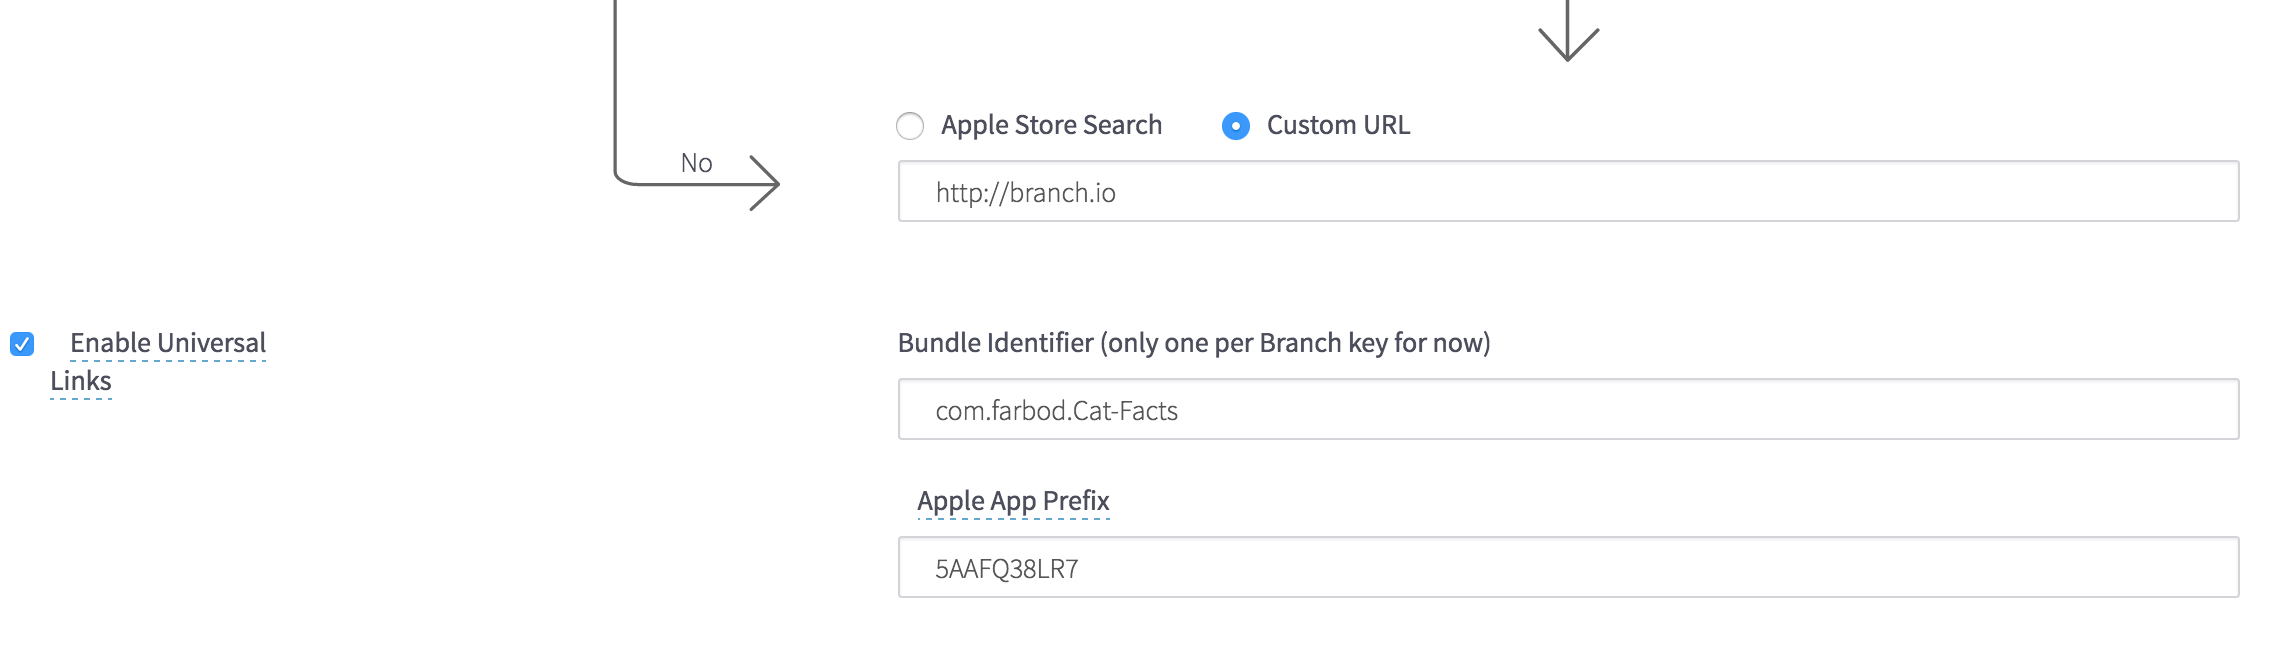 Apple Store Search Custom URL
No
http://branch.io
Enable Universal
Links
Bundle Identifier (only one per Branch key for now)
com.farbod.Cat-Facts
Apple App Prefix
5AAFQ38LR7